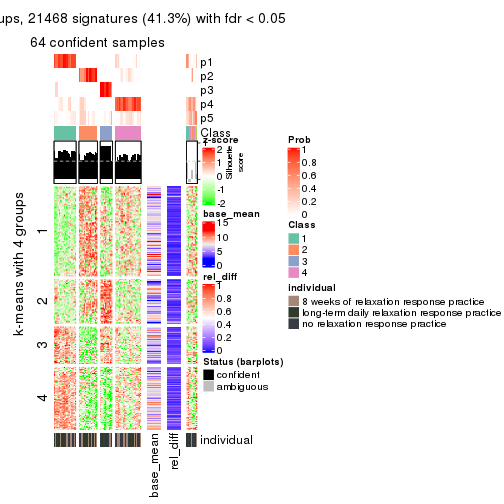 ups, 21468 signatures (41.3%) with fdr < 0.05
64 confident samples
p1
p2
p3
p4
p5
Class
Silhouette
score
k-means with 4 groups
1
2
3
4
base_mean
rel_diff
individual
z-score
2
1
0
-1
-2
base_mean
15
10
5
0
rel_diff
1
0.8
0.6
0.4
0.2
0
Status (barplots)
confident
ambiguous
Prob
1
0.8
0.6
0.4
0.2
0
Class
1
2
3
4
individual
8 weeks of relaxation response practice
long-term daily relaxation response practice
no relaxation response practice